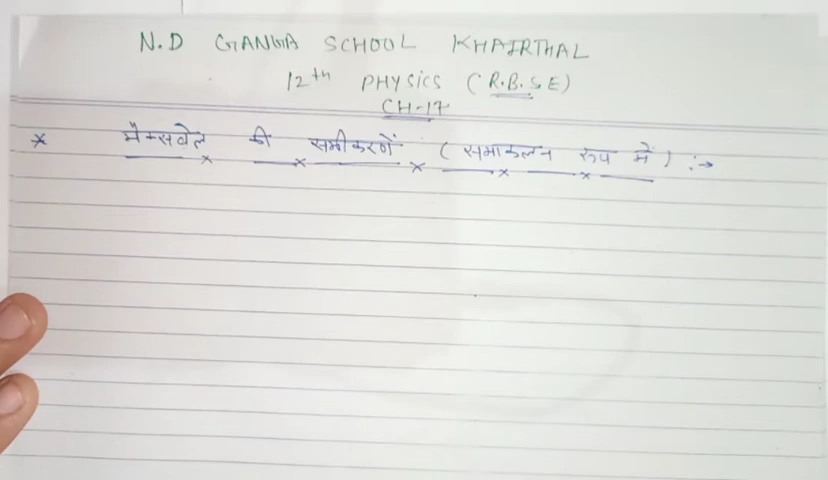 N.D GANGA SCHOOL KHAIRTHAL
12th PHYSICS (R.B.S.E)
CH-17
* मैक्सवेल की समीकरणें (समाकलन रूप में) :→